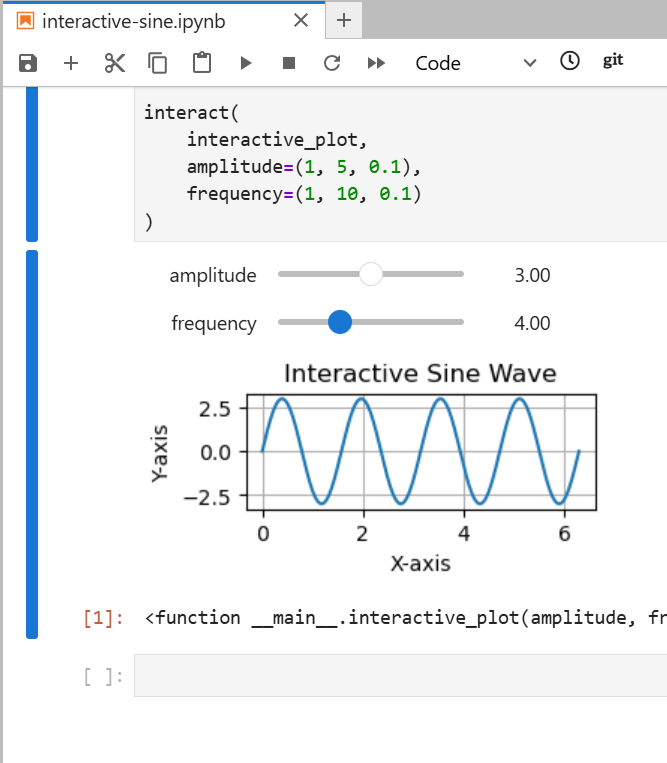 interactive-sine.ipynb
Code
git
interact(
    interactive_plot,
    amplitude=(1, 5, 0.1),
    frequency=(1, 10, 0.1)
)
amplitude 3.00
frequency 4.00
Interactive Sine Wave
2.5
0.0
−2.5
Y-axis
0 2 4 6
X-axis
[1]: <function __main__.interactive_plot(amplitude, fr
[ ]: